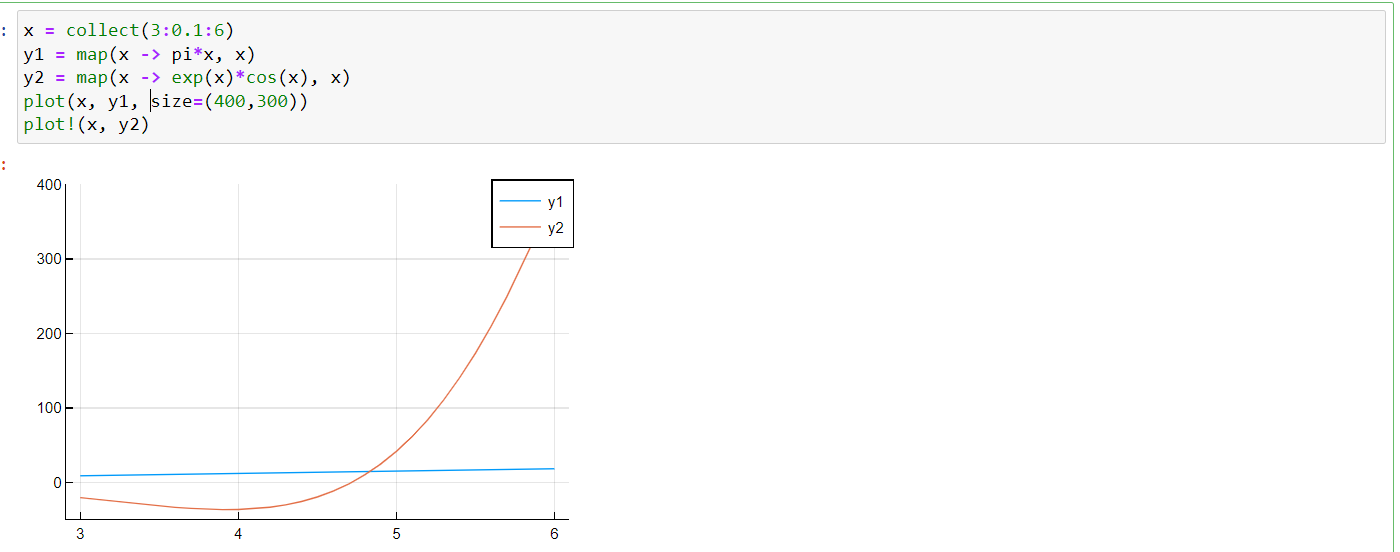 : x = collect(3:0.1:6)
y1 = map(x -> pi*x, x)
y2 = map(x -> exp(x)*cos(x), x)
plot(x, y1, size=(400,300))
plot!(x, y2)
:
400
y1
y2
300
200
100
0
3 4 5 6